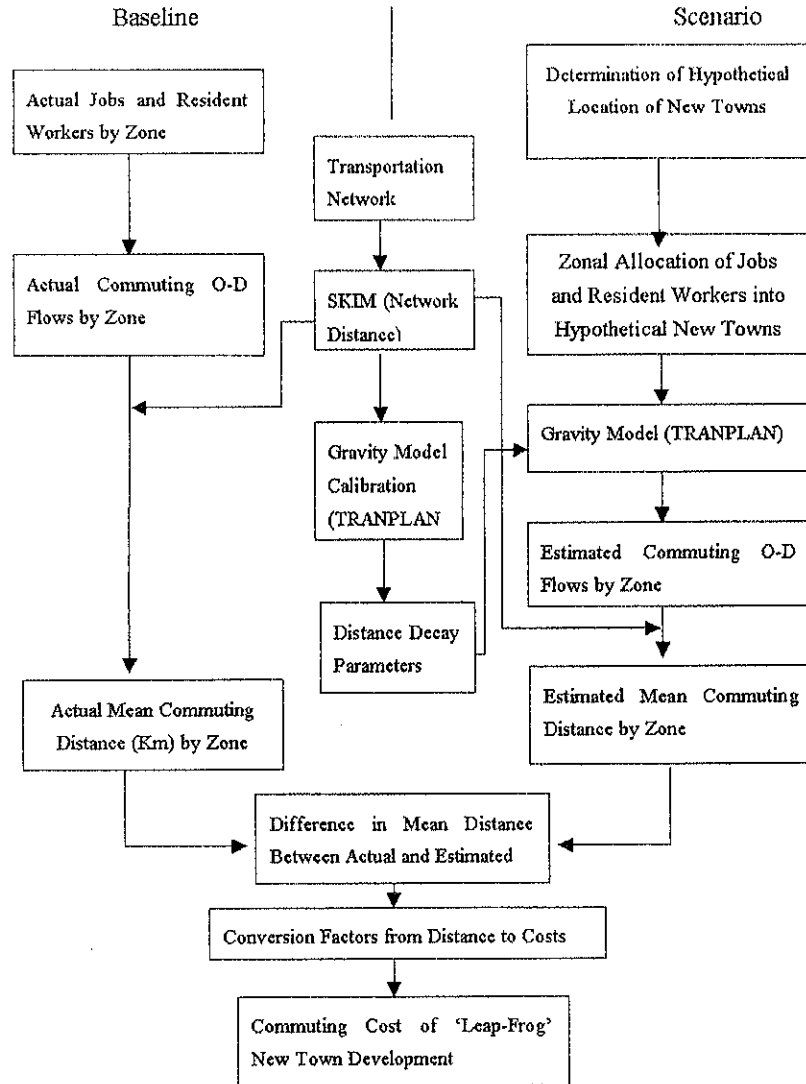 Baseline
Scenario
Actual Jobs and Resident
Workers by Zone
Actual Commuting O-D
Flows by Zone
Actual Mean Commuting
Distance (Km) by Zone
Transportation
Network
SKIM (Network
Distance)
Gravity Model
Calibration
(TRANPLAN
Distance Decay
Parameters
Determination of Hypothetical
Location of New Towns
Zonal Allocation of Jobs
and Resident Workers into
Hypothetical New Towns
Gravity Model (TRANPLAN)
Estimated Commuting O-D
Flows by Zone
Estimated Mean Commuting
Distance by Zone
Difference in Mean Distance
Between Actual and Estimated
Conversion Factors from Distance to Costs
Commuting Cost of ‘Leap-Frog’
New Town Development